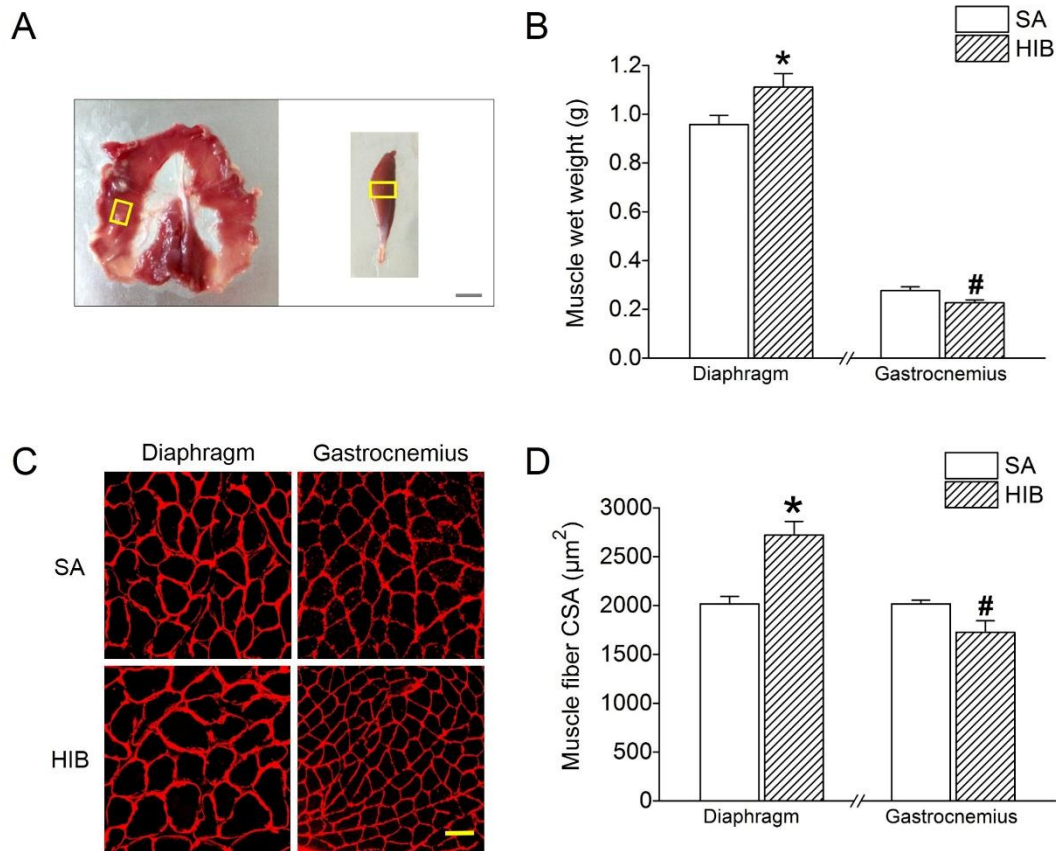 A
B
SA
HIB
Muscle wet weight (g)
1.2
1.0
0.8
0.6
0.4
0.2
0.0
*
#
Diaphragm
Gastrocnemius
C
Diaphragm
Gastrocnemius
SA
HIB
D
SA
HIB
Muscle fiber CSA (μm²)
3000
2500
2000
1500
1000
500
0
*
#
Diaphragm
Gastrocnemius